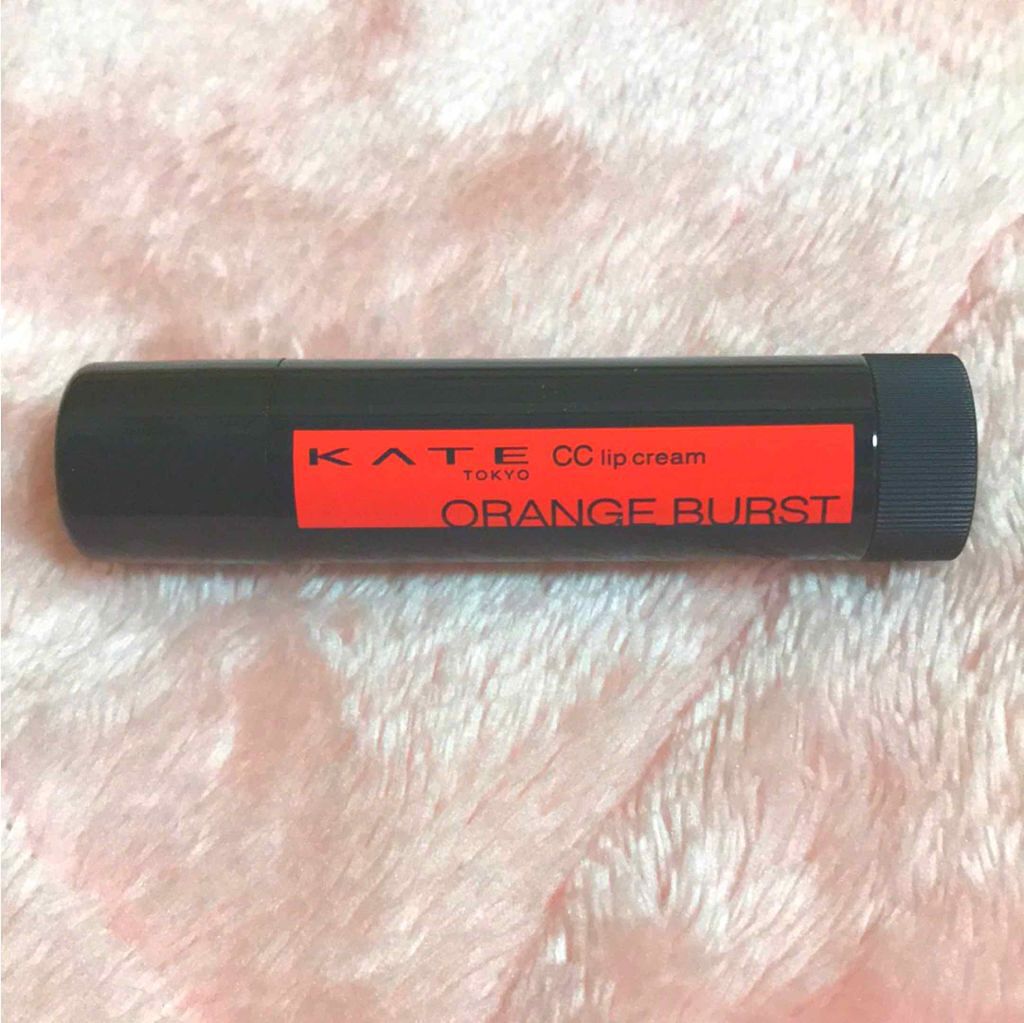 KATE CC lip cream
TOKYO
ORANGE BURST